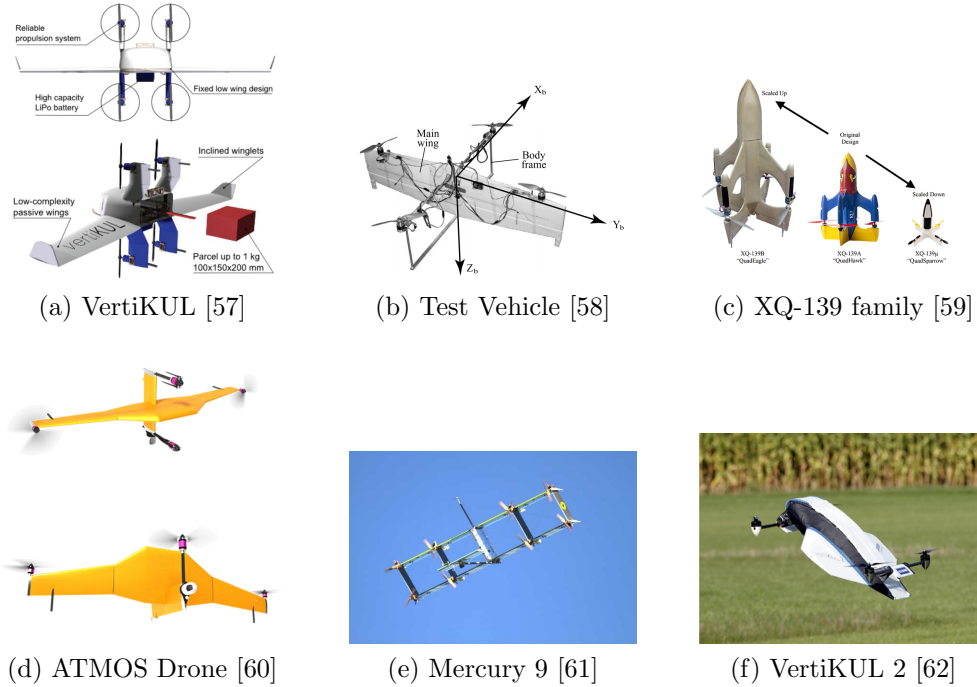 Reliable
propulsion system
High capacity
LiPo battery
Fixed low wing design
Inclined winglets
Low-complexity
passive wings
vertiKUL
Parcel up to 1 kg
100x150x200 mm
(a) VertiKUL [57]
Main
wing
Body
frame
X_b
Y_b
Z_b
(b) Test Vehicle [58]
Scaled Up
Original
Design
Scaled Down
XQ-139B
"QuadEagle"
XQ-139A
"QuadHawk"
XQ-139μ
"QuadSparrow"
(c) XQ-139 family [59]
(d) ATMOS Drone [60]
(e) Mercury 9 [61]
(f) VertiKUL 2 [62]